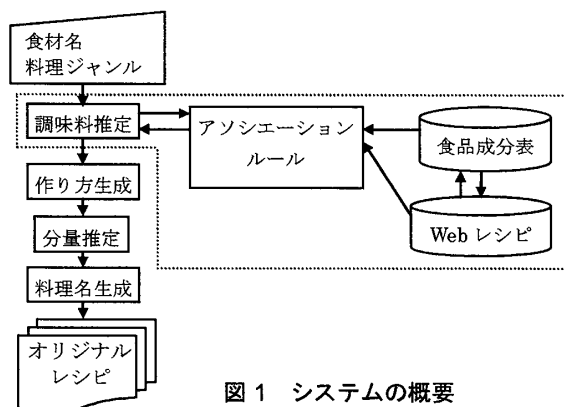 食材名
料理ジャンル
調味料推定
アソシエーション
ルール
食品成分表
Web レシピ
作り方生成
分量推定
料理名生成
オリジナル
レシピ
図 1 システムの概要